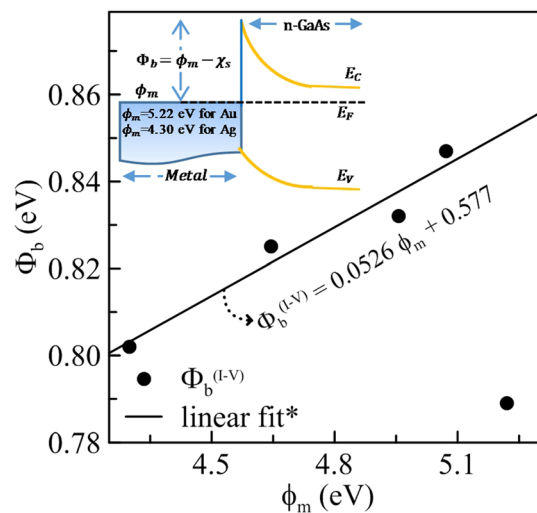 n-GaAs
Φb = ϕm − χs
ϕm
EC
EF
ϕm=5.22 eV for Au
ϕm=4.30 eV for Ag
EV
Metal
0.86
0.84
0.82
0.80
0.78
Φb (eV)
Φb(I-V) = 0.0526 ϕm + 0.577
Φb(I-V)
linear fit*
4.5
4.8
5.1
ϕm (eV)